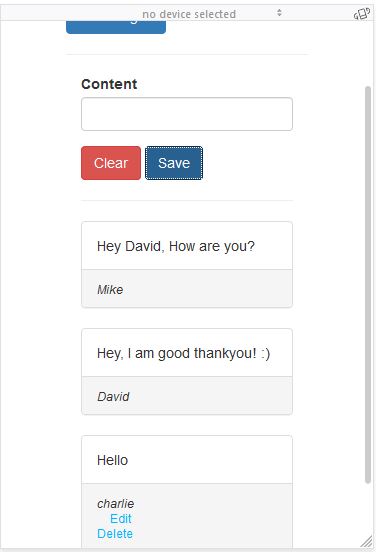 no device selected
Content
Clear Save
Hey David, How are you?
Mike
Hey, I am good thankyou! :)
David
Hello
charlie
Edit
Delete